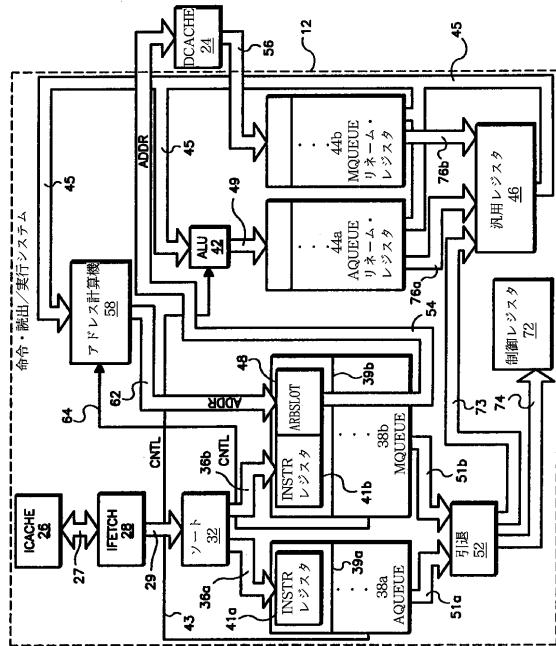 命令・読出/実行システム
12
ICACHE
26
27
IFETCH
28
29
ソート
32
43
36a
36b
CNTL
CNTL
64
62
アドレス計算機
58
45
ADDR
ADDR
DCACHE
24
56
45
45
ALU
42
49
44a
AQUEUE
リネーム・
レジスタ
44b
MQUEUE
リネーム・
レジスタ
76a
76b
汎用レジスタ
46
54
48
ARBSLOT
INSTR
レジスタ
39b
41b
38b
MQUEUE
INSTR
レジスタ
41a
39a
38a
AQUEUE
51a
51b
引退
52
73
74
制御レジスタ
72